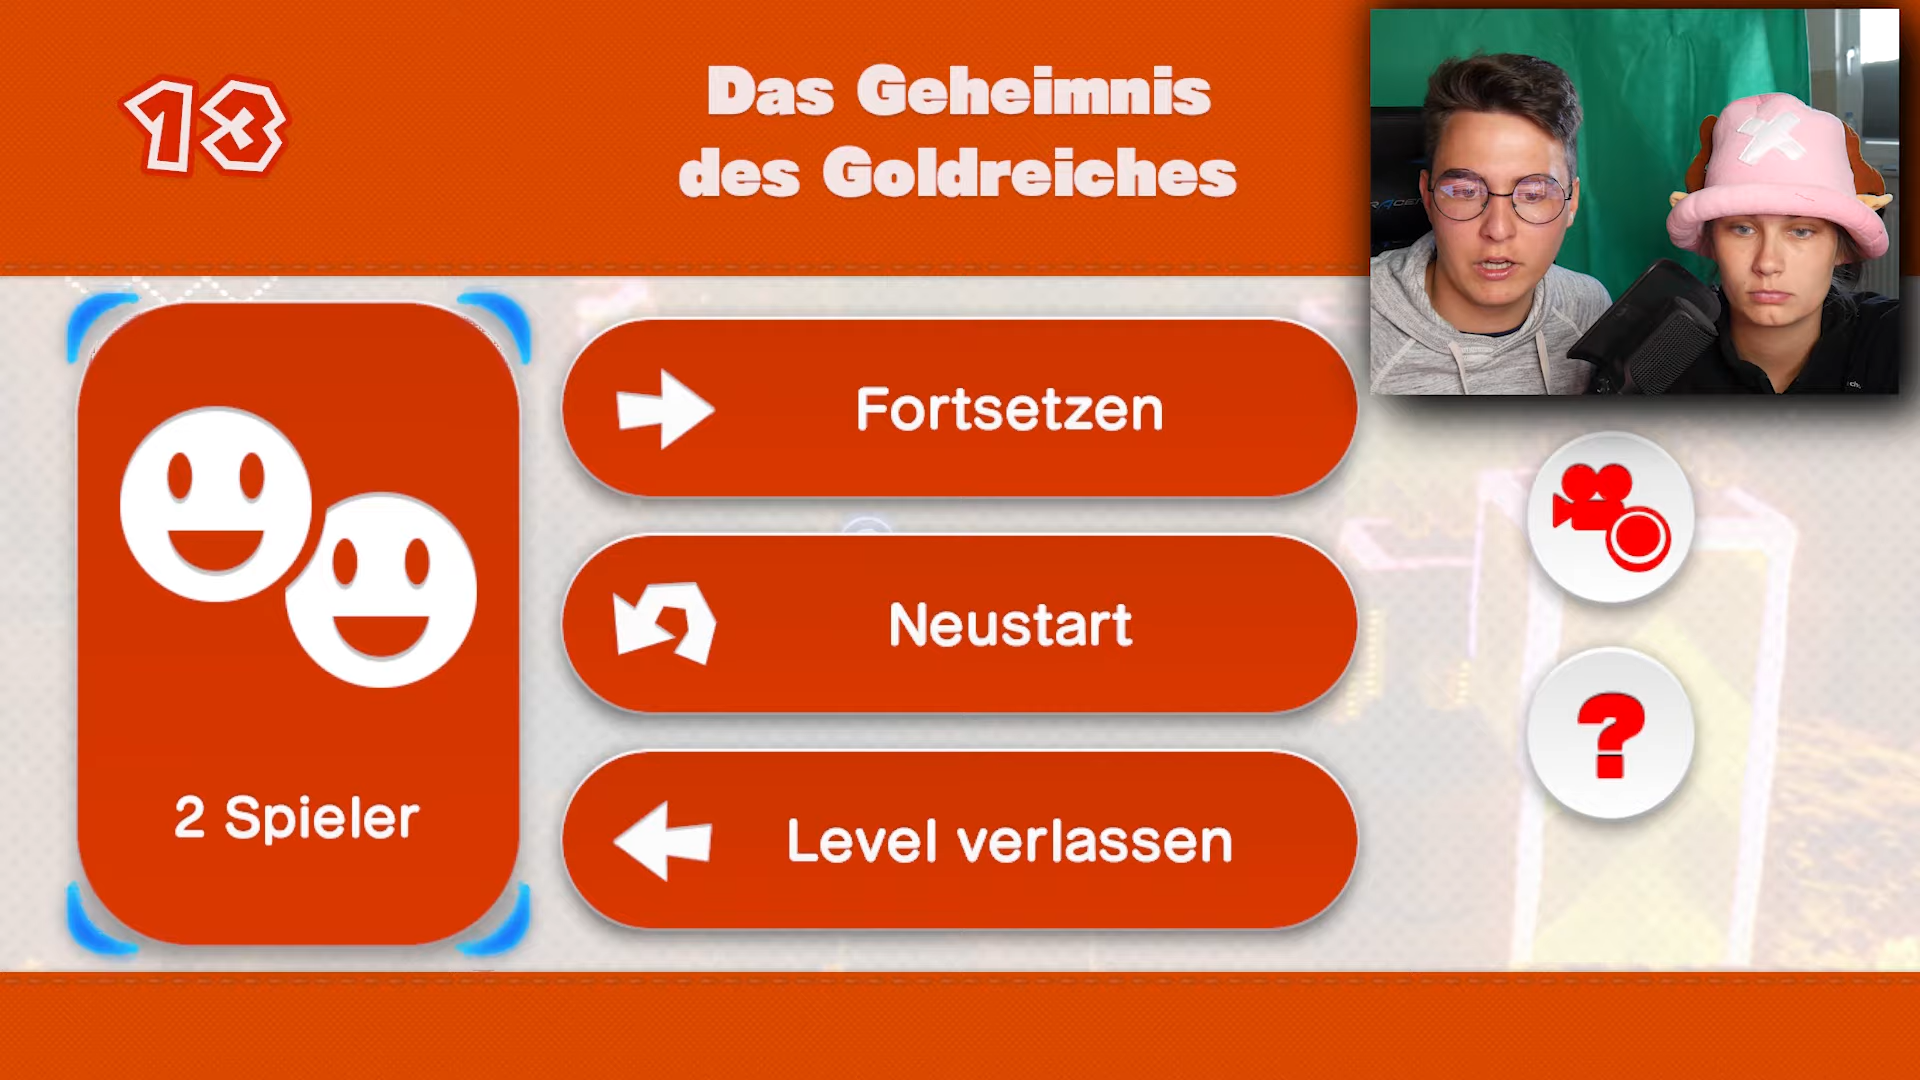 13
Das Geheimnis
des Goldreiches
Fortsetzen
Neustart
?
2 Spieler
Level verlassen